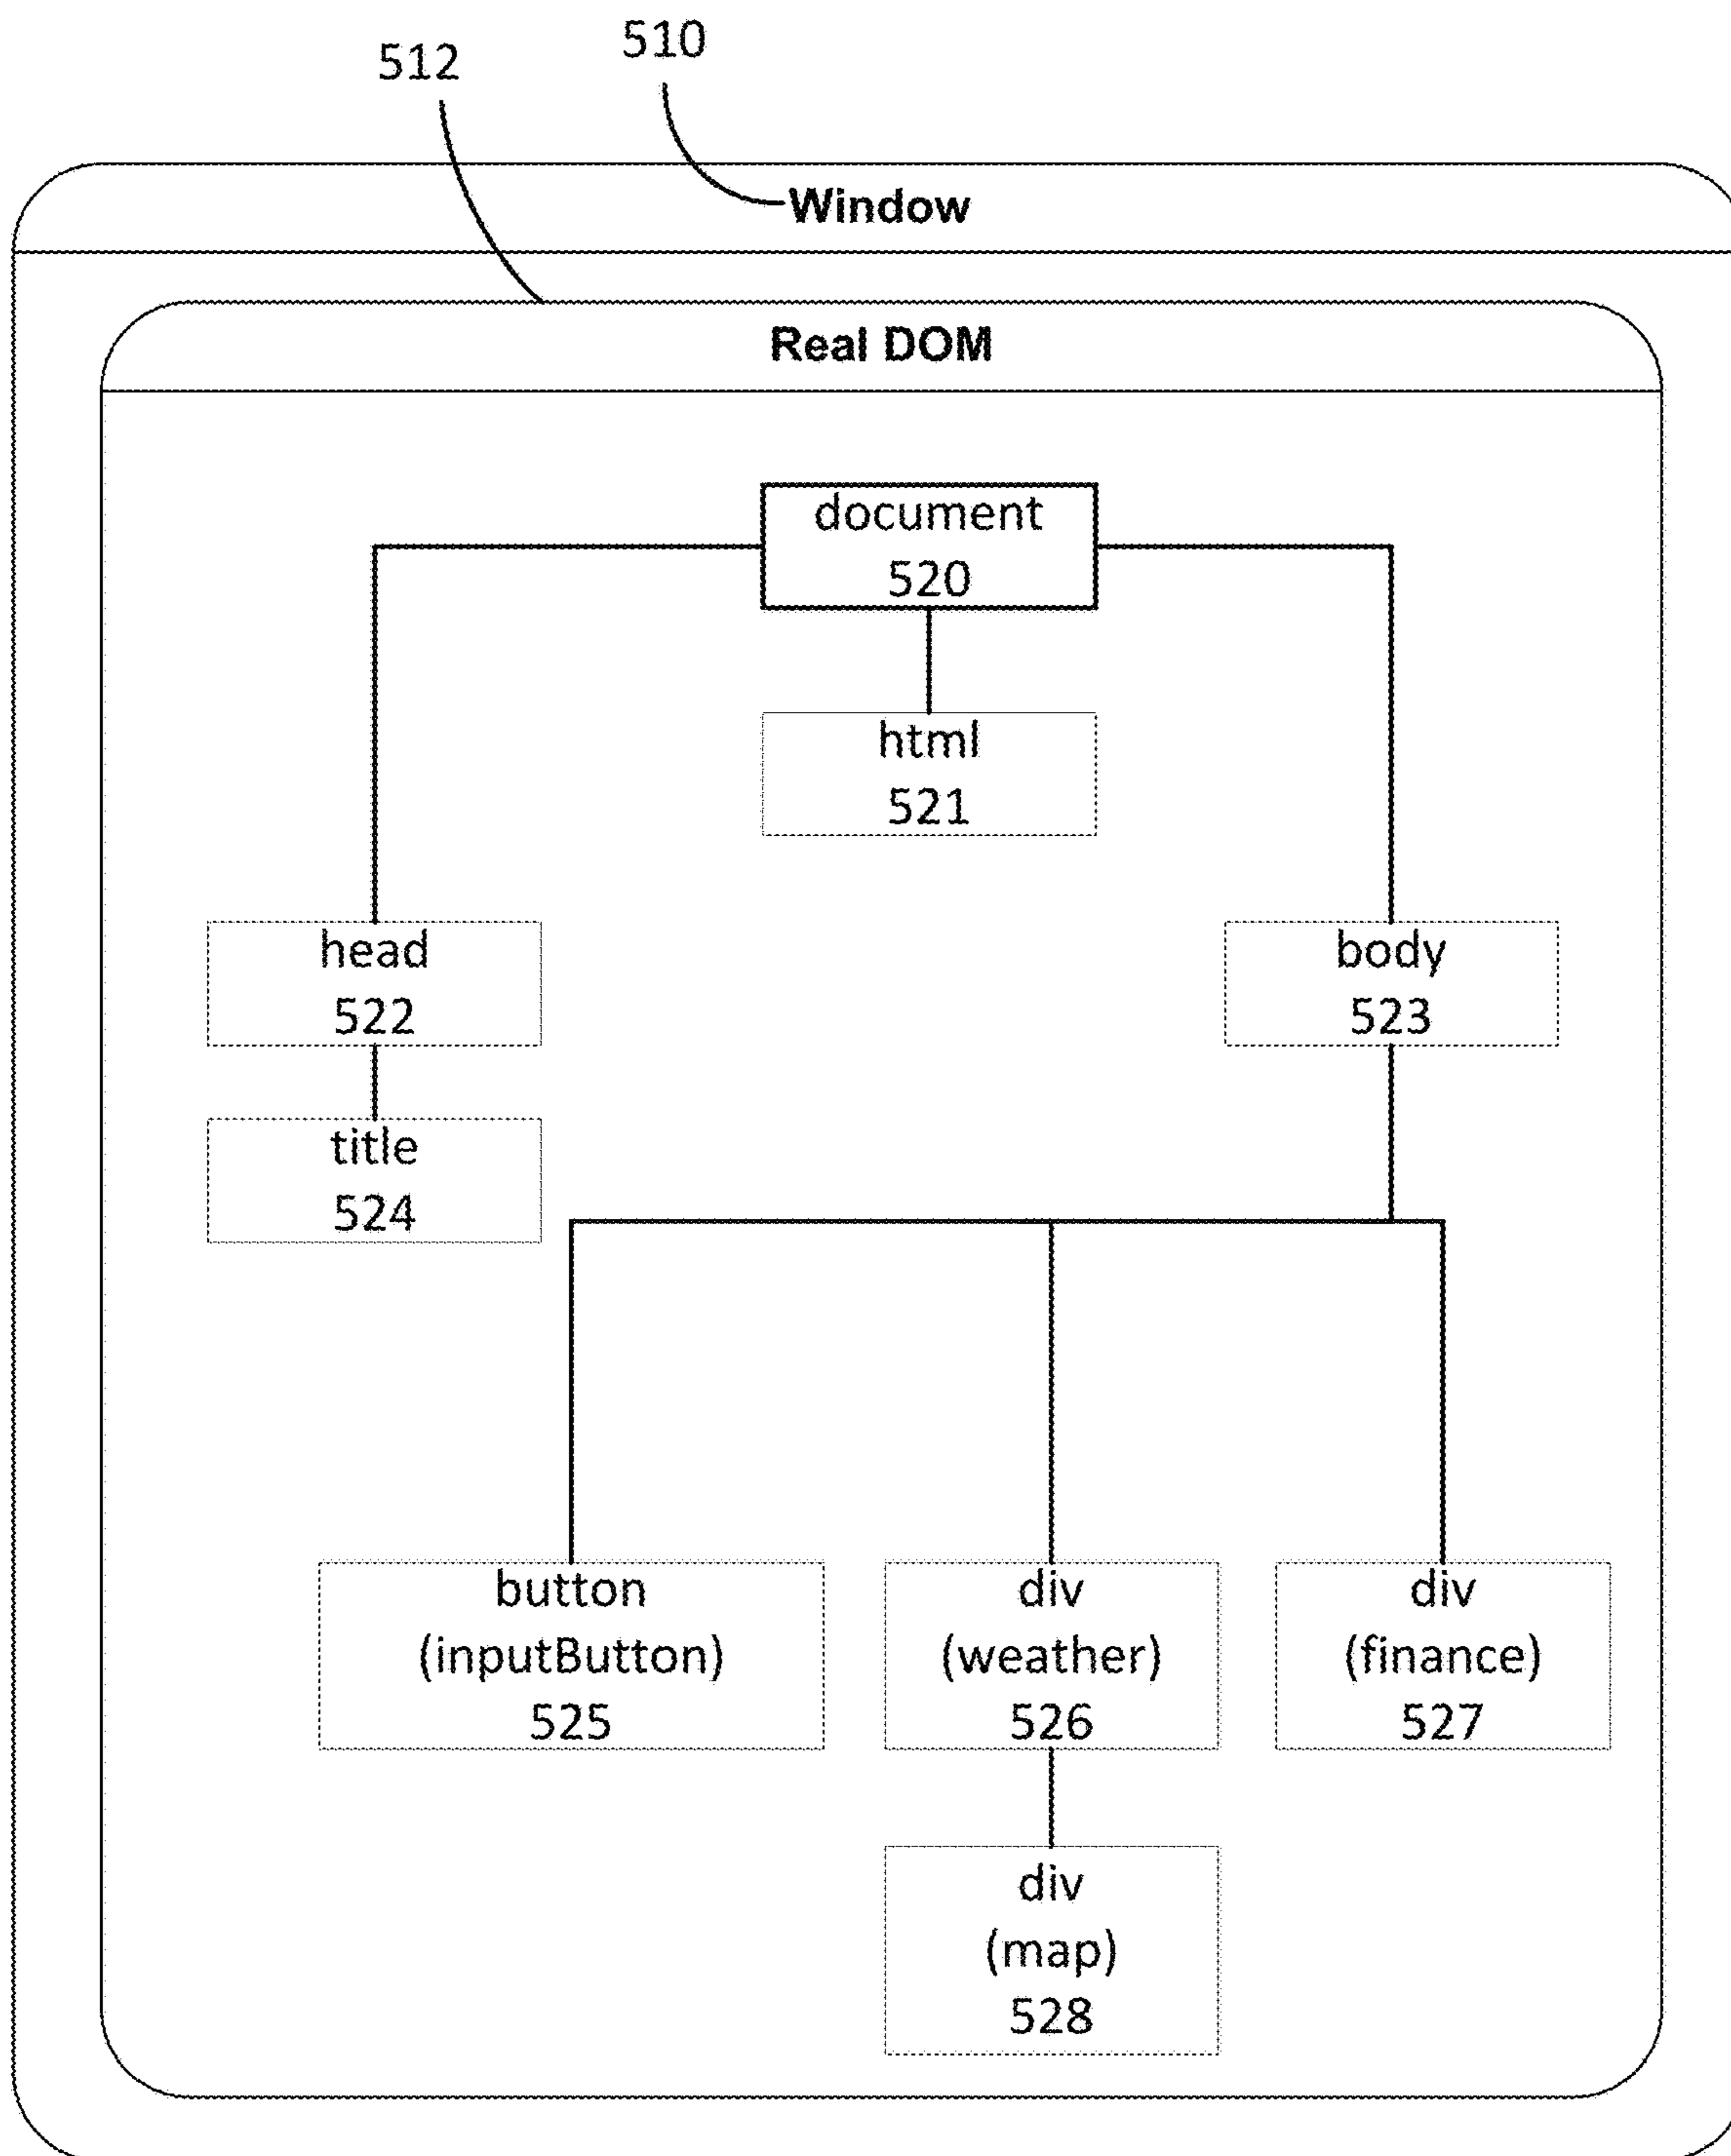 510
512
Window
Real DOM
document
520
html
521
head
522
body
523
title
524
button
(inputButton)
525
div
(weather)
526
div
(finance)
527
div
(map)
528